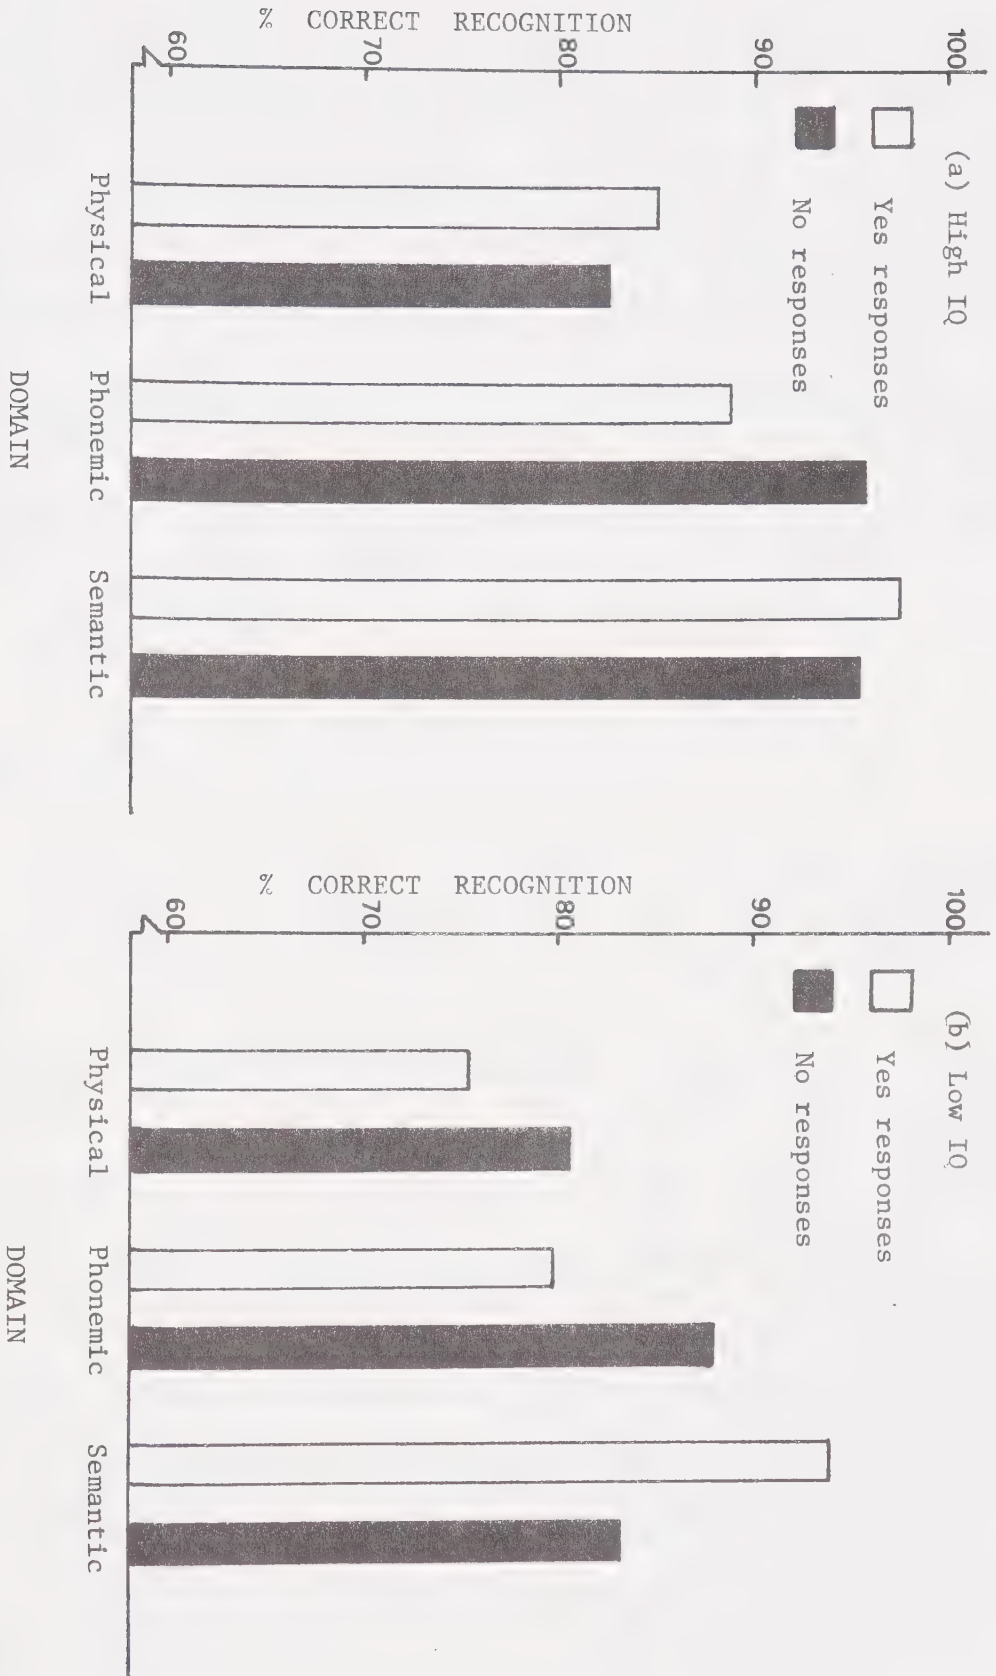 (a) High IQ
Yes responses
No responses
100
90
80
70
60
% CORRECT RECOGNITION
Physical Phonemic Semantic
DOMAIN
(b) Low IQ
Yes responses
No responses
100
90
80
70
60
% CORRECT RECOGNITION
Physical Phonemic Semantic
DOMAIN